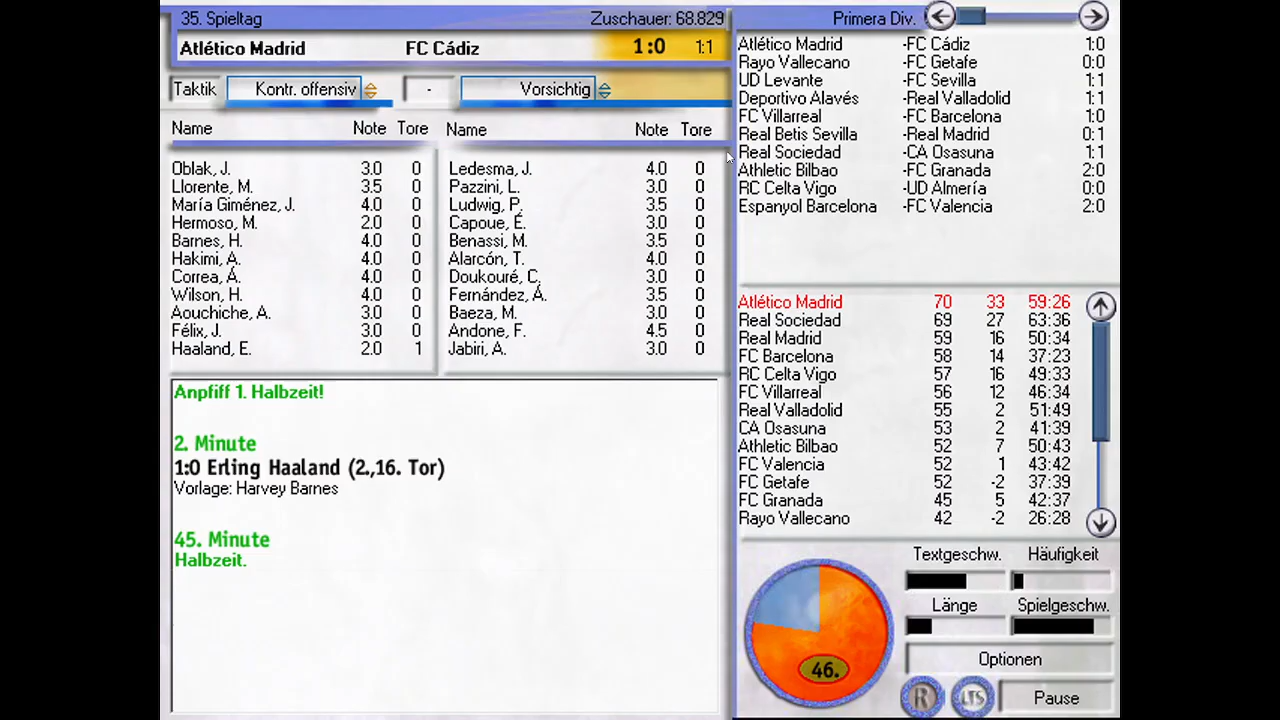 35. Spieltag Zuschauer: 68.829
Atlético Madrid FC Cádiz 1:0 1:1
Taktik Kontr. offensiv - Vorsichtig
Name Note Tore Name Note Tore
Oblak, J. 3.0 0 Ledesma, J. 4.0 0
Llorente, M. 3.5 0 Pazzini, L. 3.0 0
María Giménez, J. 4.0 0 Ludwig, P. 3.5 0
Hermoso, M. 2.0 0 Capoue, É. 3.0 0
Barnes, H. 4.0 0 Benassi, M. 3.5 0
Hakimi, A. 4.0 0 Alarcón, T. 4.0 0
Correa, Á. 4.0 0 Doukouré, C. 3.0 0
Wilson, H. 4.0 0 Fernández, Á. 3.5 0
Aouchiche, A. 3.0 0 Baeza, M. 3.0 0
Félix, J. 3.0 0 Andone, F. 4.5 0
Haaland, E. 2.0 1 Jabiri, A. 3.0 0
Anpfiff 1. Halbzeit!
2. Minute
1:0 Erling Haaland (2.,16. Tor)
Vorlage: Harvey Barnes
45. Minute
Halbzeit.
Primera Div.
Atlético Madrid -FC Cádiz 1:0
Rayo Vallecano -FC Getafe 0:0
UD Levante -FC Sevilla 1:1
Deportivo Alavés -Real Valladolid 1:1
FC Villarreal -FC Barcelona 1:0
Real Betis Sevilla -Real Madrid 0:1
Real Sociedad -CA Osasuna 1:1
Athletic Bilbao -FC Granada 2:0
RC Celta Vigo -UD Almería 0:0
Espanyol Barcelona -FC Valencia 2:0
Atlético Madrid 70 33 59:26
Real Sociedad 69 27 63:36
Real Madrid 59 16 50:34
FC Barcelona 58 14 37:23
RC Celta Vigo 57 16 49:33
FC Villarreal 56 12 46:34
Real Valladolid 55 2 51:49
CA Osasuna 53 2 41:39
Athletic Bilbao 52 7 50:43
FC Valencia 52 1 43:42
FC Getafe 52 -2 37:39
FC Granada 45 5 42:37
Rayo Vallecano 42 -2 26:28
Textgeschw. Häufigkeit
Länge Spielgeschw.
46.
Optionen
R LTS Pause